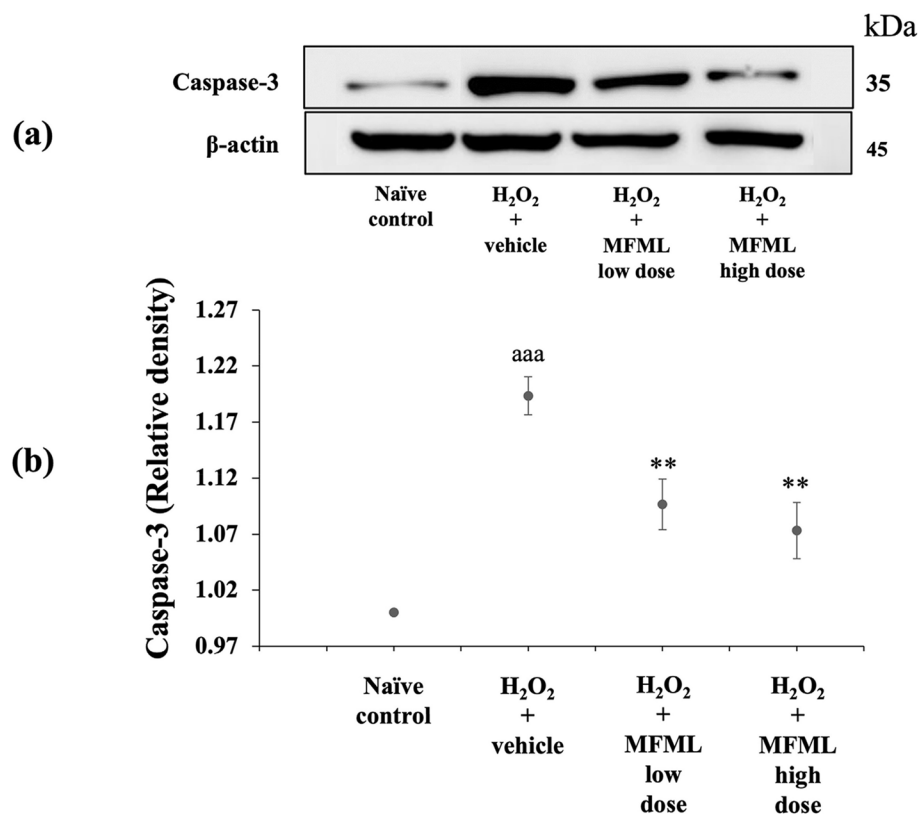 kDa
Caspase-3
35
(a)
β-actin
45
Naïve
control
H₂O₂
+
vehicle
H₂O₂
+
MFML
low dose
H₂O₂
+
MFML
high dose
(b)
Caspase-3 (Relative density)
1.27
1.22
1.17
1.12
1.07
1.02
0.97
aaa
**
**
Naïve
control
H₂O₂
+
vehicle
H₂O₂
+
MFML
low
dose
H₂O₂
+
MFML
high
dose